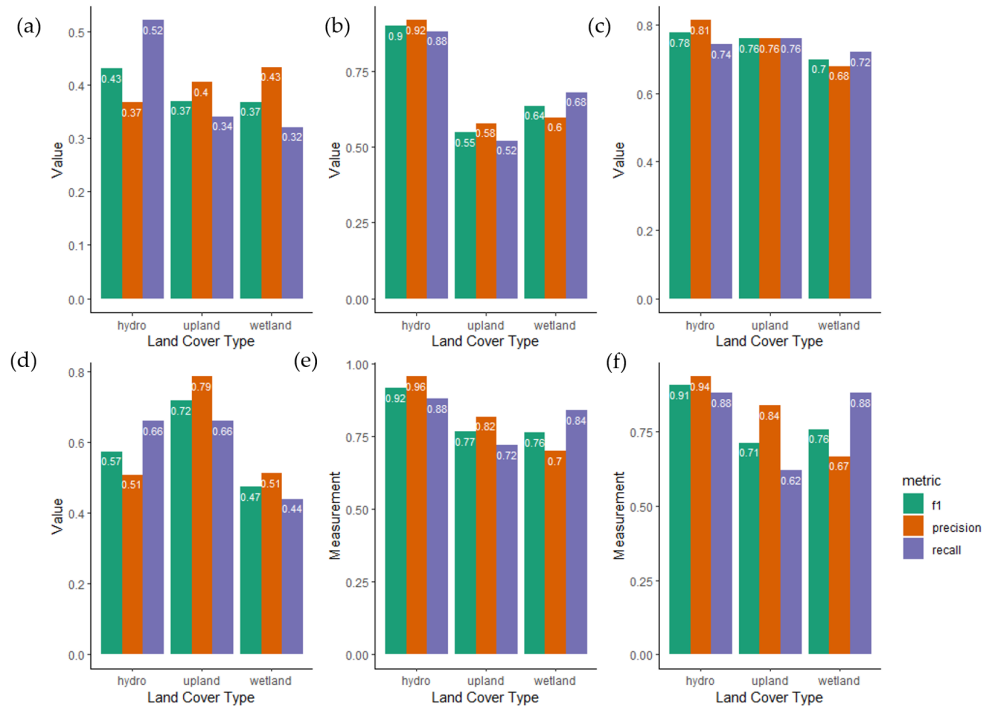 (a)
Value
0.5
0.4
0.3
0.2
0.1
0.0
0.43
0.37
0.52
0.37
0.4
0.34
0.37
0.43
0.32
hydro upland wetland
Land Cover Type
(b)
Value
0.75
0.50
0.25
0.00
0.9
0.92
0.88
0.55
0.58
0.52
0.64
0.6
0.68
hydro upland wetland
Land Cover Type
(c)
Value
0.8
0.6
0.4
0.2
0.0
0.78
0.81
0.74
0.76
0.76
0.76
0.7
0.68
0.72
hydro upland wetland
Land Cover Type
(d)
Value
0.8
0.6
0.4
0.2
0.0
0.57
0.51
0.66
0.72
0.79
0.66
0.47
0.51
0.44
hydro upland wetland
Land Cover Type
(e)
Measurement
1.00
0.75
0.50
0.25
0.00
0.92
0.96
0.88
0.77
0.82
0.72
0.76
0.7
0.84
hydro upland wetland
Land Cover Type
(f)
Measurement
0.75
0.50
0.25
0.00
0.91
0.94
0.88
0.71
0.84
0.62
0.76
0.67
0.88
hydro upland wetland
Land Cover Type
metric
f1
precision
recall